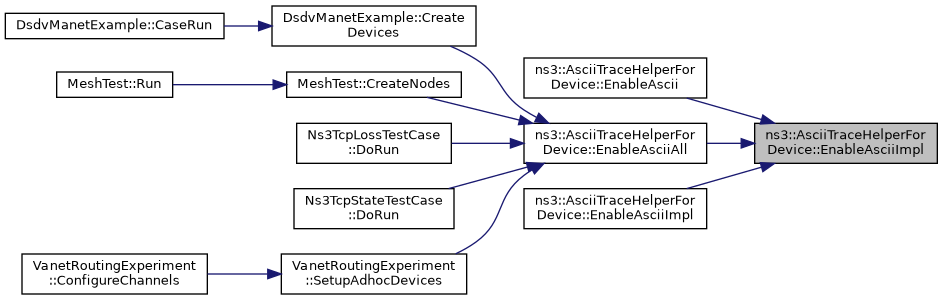 DsdvManetExample::CaseRun
DsdvManetExample::Create
Devices
MeshTest::Run
MeshTest::CreateNodes
Ns3TcpLossTestCase
::DoRun
Ns3TcpStateTestCase
::DoRun
VanetRoutingExperiment
::ConfigureChannels
VanetRoutingExperiment
::SetupAdhocDevices
ns3::AsciiTraceHelperFor
Device::EnableAscii
ns3::AsciiTraceHelperFor
Device::EnableAsciiAll
ns3::AsciiTraceHelperFor
Device::EnableAsciiImpl
ns3::AsciiTraceHelperFor
Device::EnableAsciiImpl